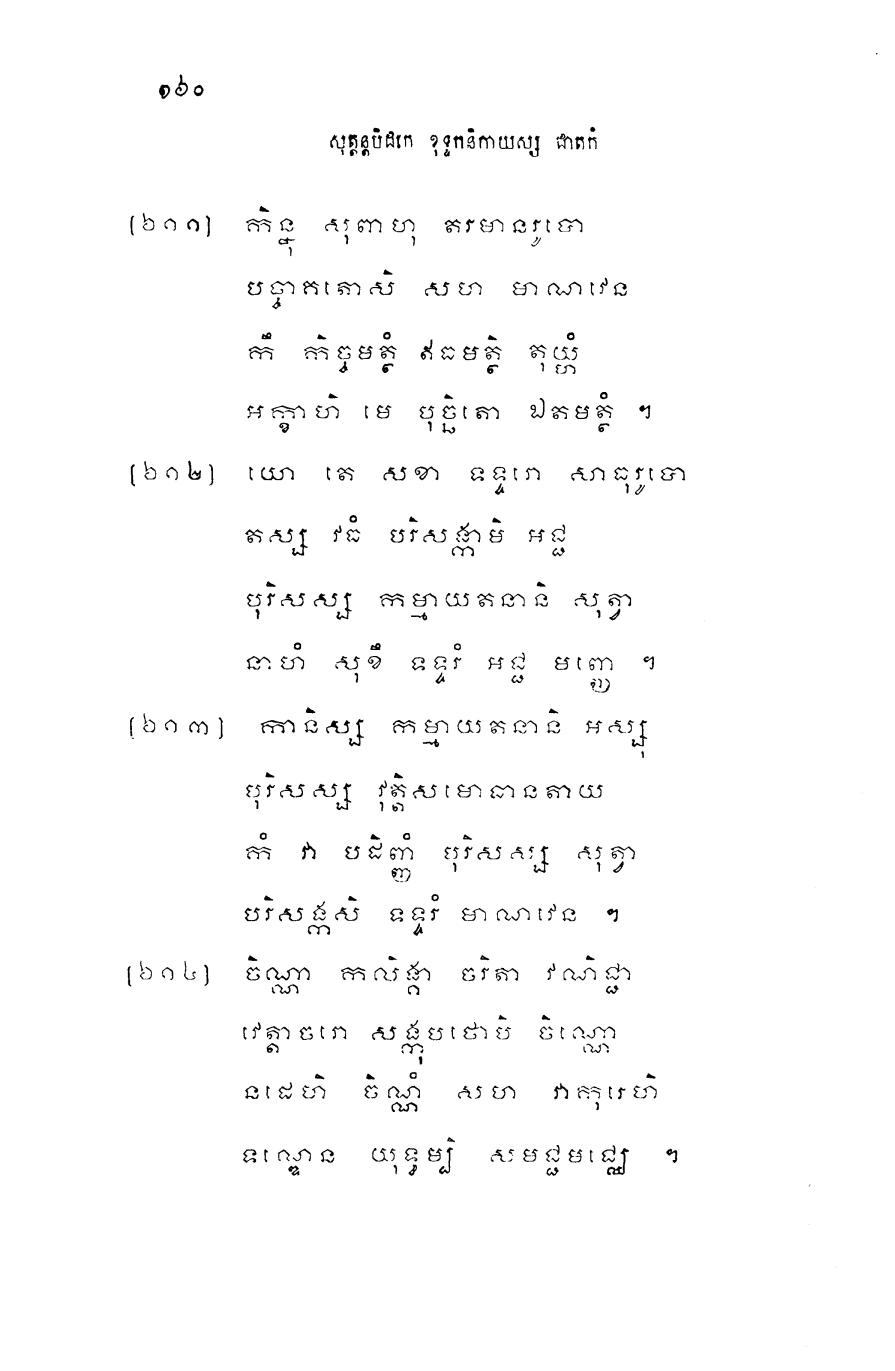 ១៦០
សុត្តន្តបិដកេ ខុទ្ទកនិកាយស្ស ជាតកំ
[៦១១] កិន្នុ សុពាហុ តរមានរូបោ
បច្ចាគតោសិ សហ មាណវេន
កឹ កិច្ចមត្ថំ ឥធមត្ថិ តុយ្ហំ
អក្ខាហិ មេ បុច្ឆិតោ ឯតមត្ថំ ។
[៦១២] យោ តេ សខា ទទ្ទរោ សាធុរូបោ
តស្ស វធំ បរិសង្កាមិ អជ្ជ
បុរិសស្ស កម្មាយតនានិ សុត្វា
នាហំ សុខឹ ទទ្ទរំ អជ្ជ មញ្ញេ ។
[៦១៣] កានិស្ស កម្មាយតនានិ អស្សុ
បុរិសស្ស វុត្តិសមោធានតាយ
កំ វា បដិញ្ញំ បុរិសស្ស សុត្វា
បរិសង្កសិ ទទ្ទរំ មាណវេន ។
[៦១៤] ចិណ្ណា កលិង្គា ចរិតា វណិជ្ជា
វេត្តាចរោ សង្កុបថោបិ ចិណ្ណោ
នដេហិ ចិណ្ណំ សហ វាកុរេហិ
ទណ្ឌេន យុទ្ធម្បិ សមជ្ជមជ្ឈេ ។